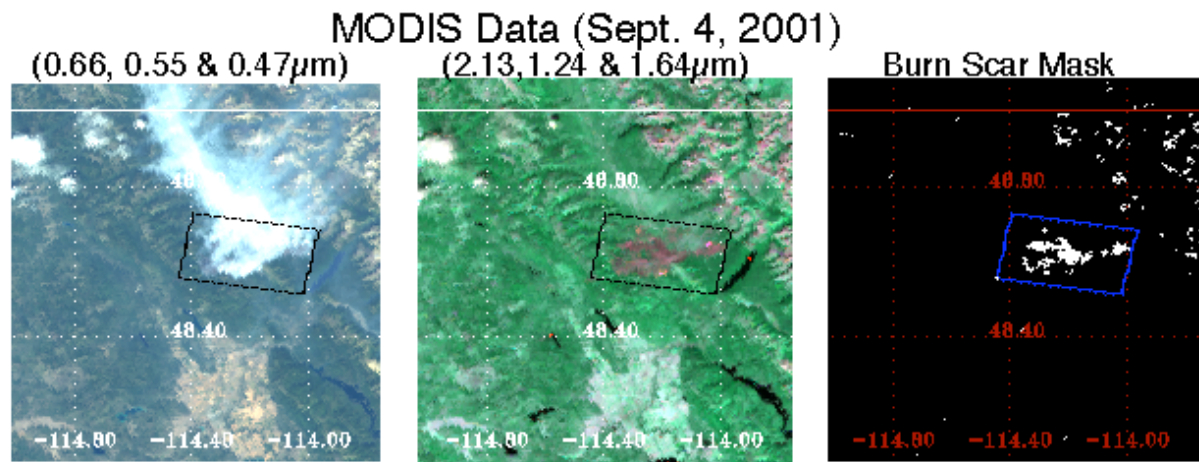 MODIS Data (Sept. 4, 2001)
(0.66, 0.55 & 0.47µm)
(2.13,1.24 & 1.64µm)
Burn Scar Mask
48.80
48.80
48.80
48.40
48.40
48.40
-114.80 -114.40 -114.00
-114.80 -114.40 -114.00
-114.80 -114.40 -114.00